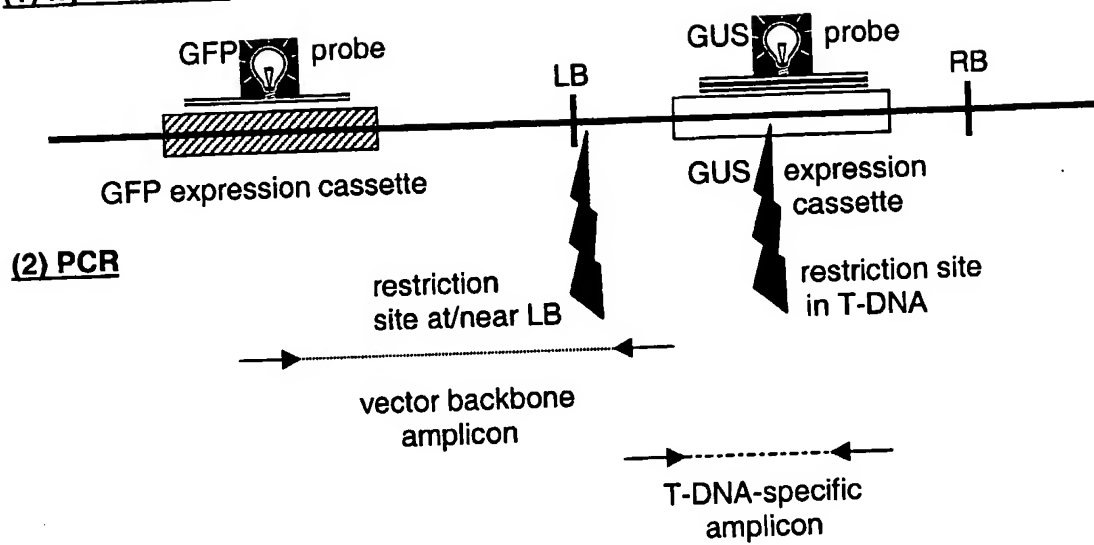 GFP probe
GUS probe
LB
RB
GFP expression cassette
GUS expression
cassette
(2) PCR
restriction
site at/near LB
restriction site
in T-DNA
vector backbone
amplicon
T-DNA-specific
amplicon